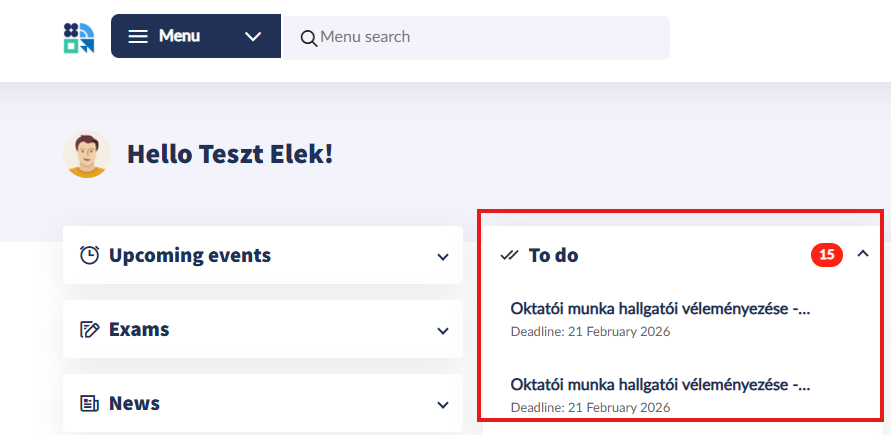 Menu
Menu search
Hello Teszt Elek!
Upcoming events
Exams
News
To do
15
Oktatói munka hallgatói véleményezése -...
Deadline: 21 February 2026
Oktatói munka hallgatói véleményezése -...
Deadline: 21 February 2026